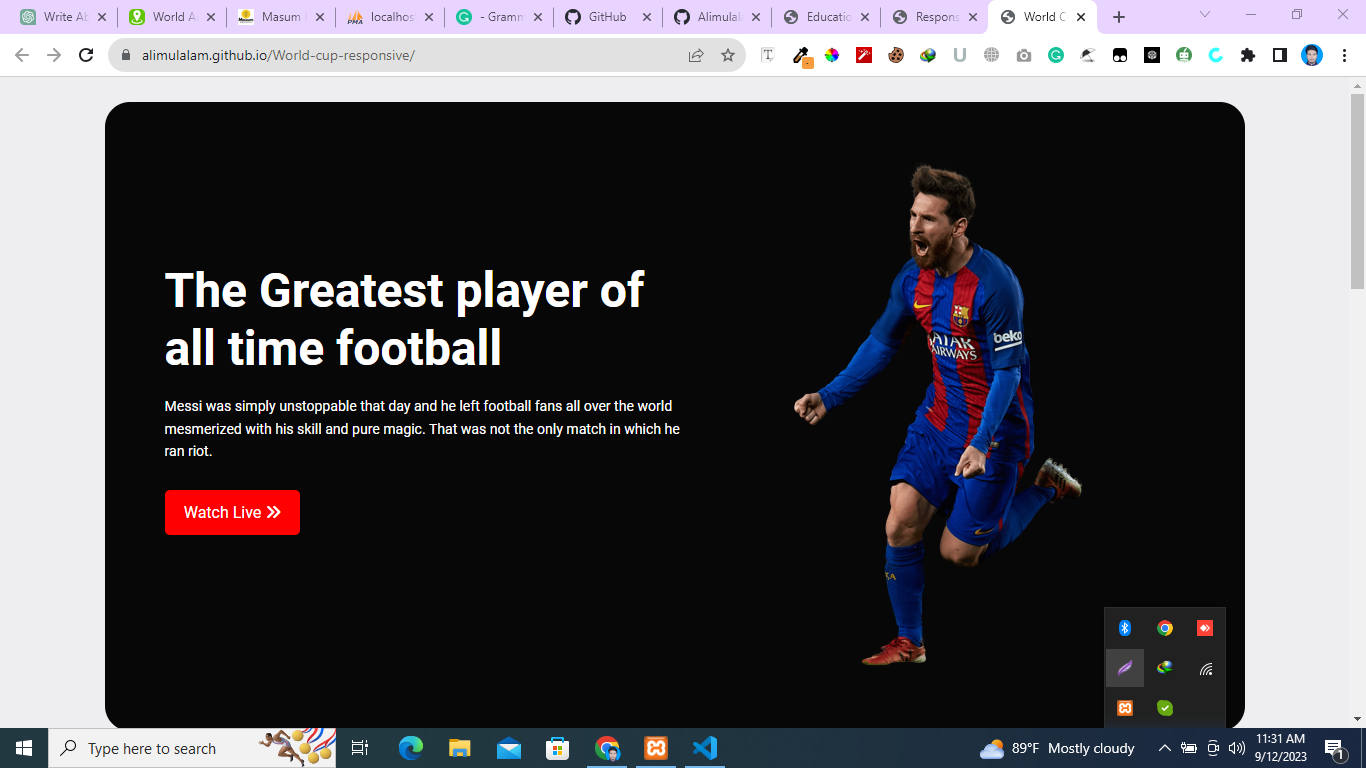 Write Ab
World Au
Masum
localhos
- Gramm
GitHub
Alimulal
Educatio
Respons
World C
alimulalam.github.io/World-cup-responsive/
The Greatest player of
all time football
Messi was simply unstoppable that day and he left football fans all over the world
mesmerized with his skill and pure magic. That was not the only match in which he
ran riot.
Watch Live
beko
QATAR
AIRWAYS
Type here to search
89°F Mostly cloudy
11:31 AM
9/12/2023
1